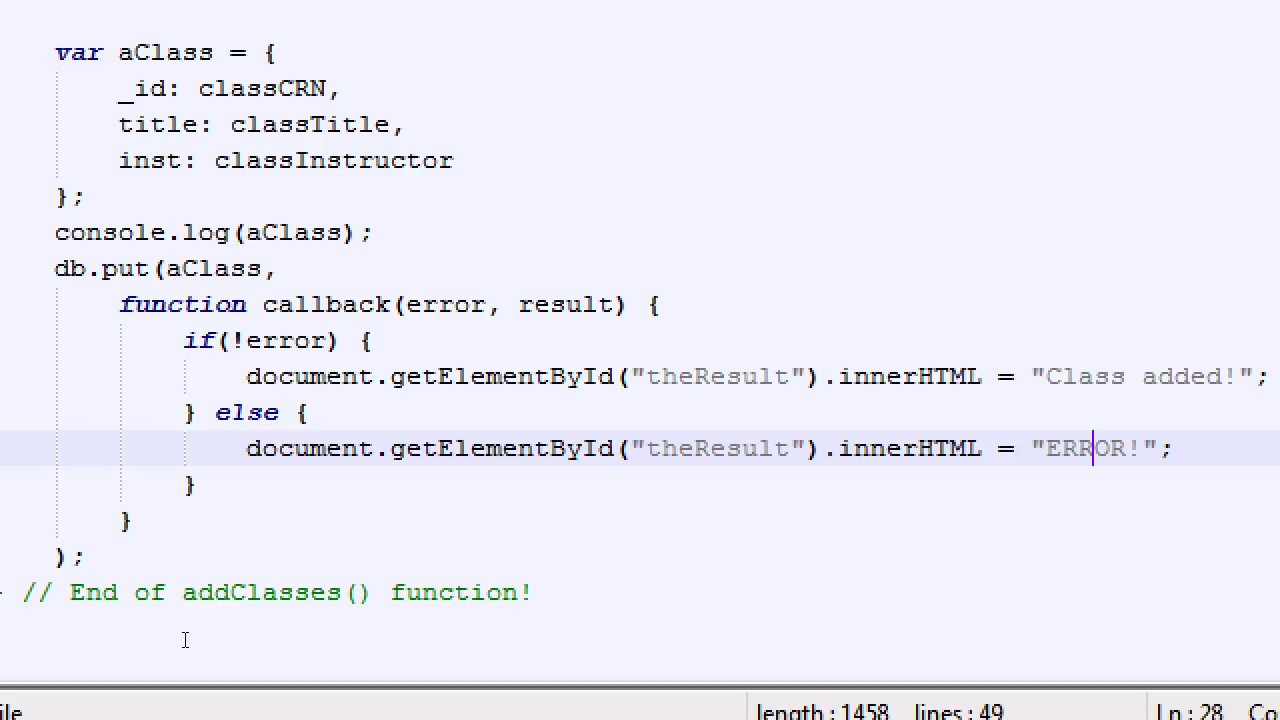 var aClass = {
_id: classCRN,
title: classTitle,
inst: classInstructor
};
console.log(aClass);
db.put(aClass,
function callback(error, result) {
if(!error) {
document.getElementById("theResult").innerHTML = "Class added!";
} else {
document.getElementById("theResult").innerHTML = "ERROR!";
}
}
);
// End of addClasses() function!
length : 1458 lines : 49 Ln : 28